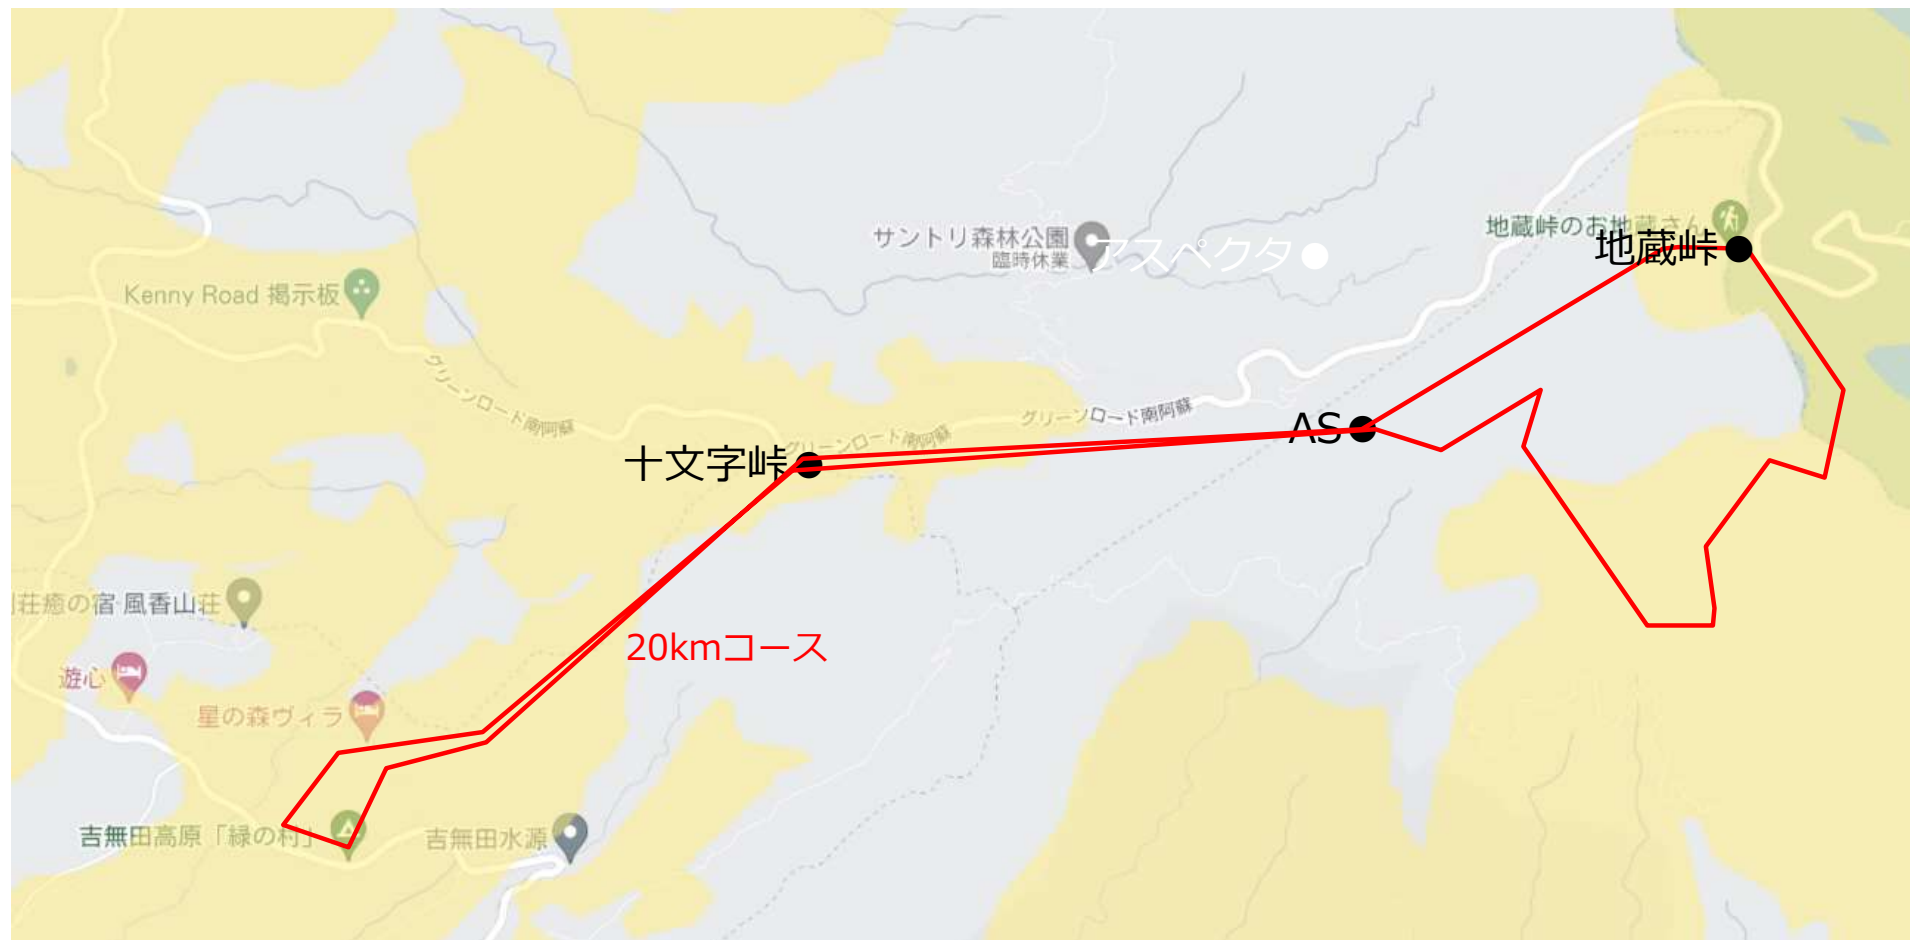 地蔵峠のお地蔵さん
サントリ森林公園
臨時休業
アスペクタ
地蔵峠
Kenny Road 掲示板
グリーンロード南阿蘇
グリーンロード南阿蘇
グリーンロード南阿蘇
AS
十文字峠
荘癒の宿 風香山荘
20kmコース
遊心
星の森ヴィラ
吉無田高原「緑の村」
吉無田水源